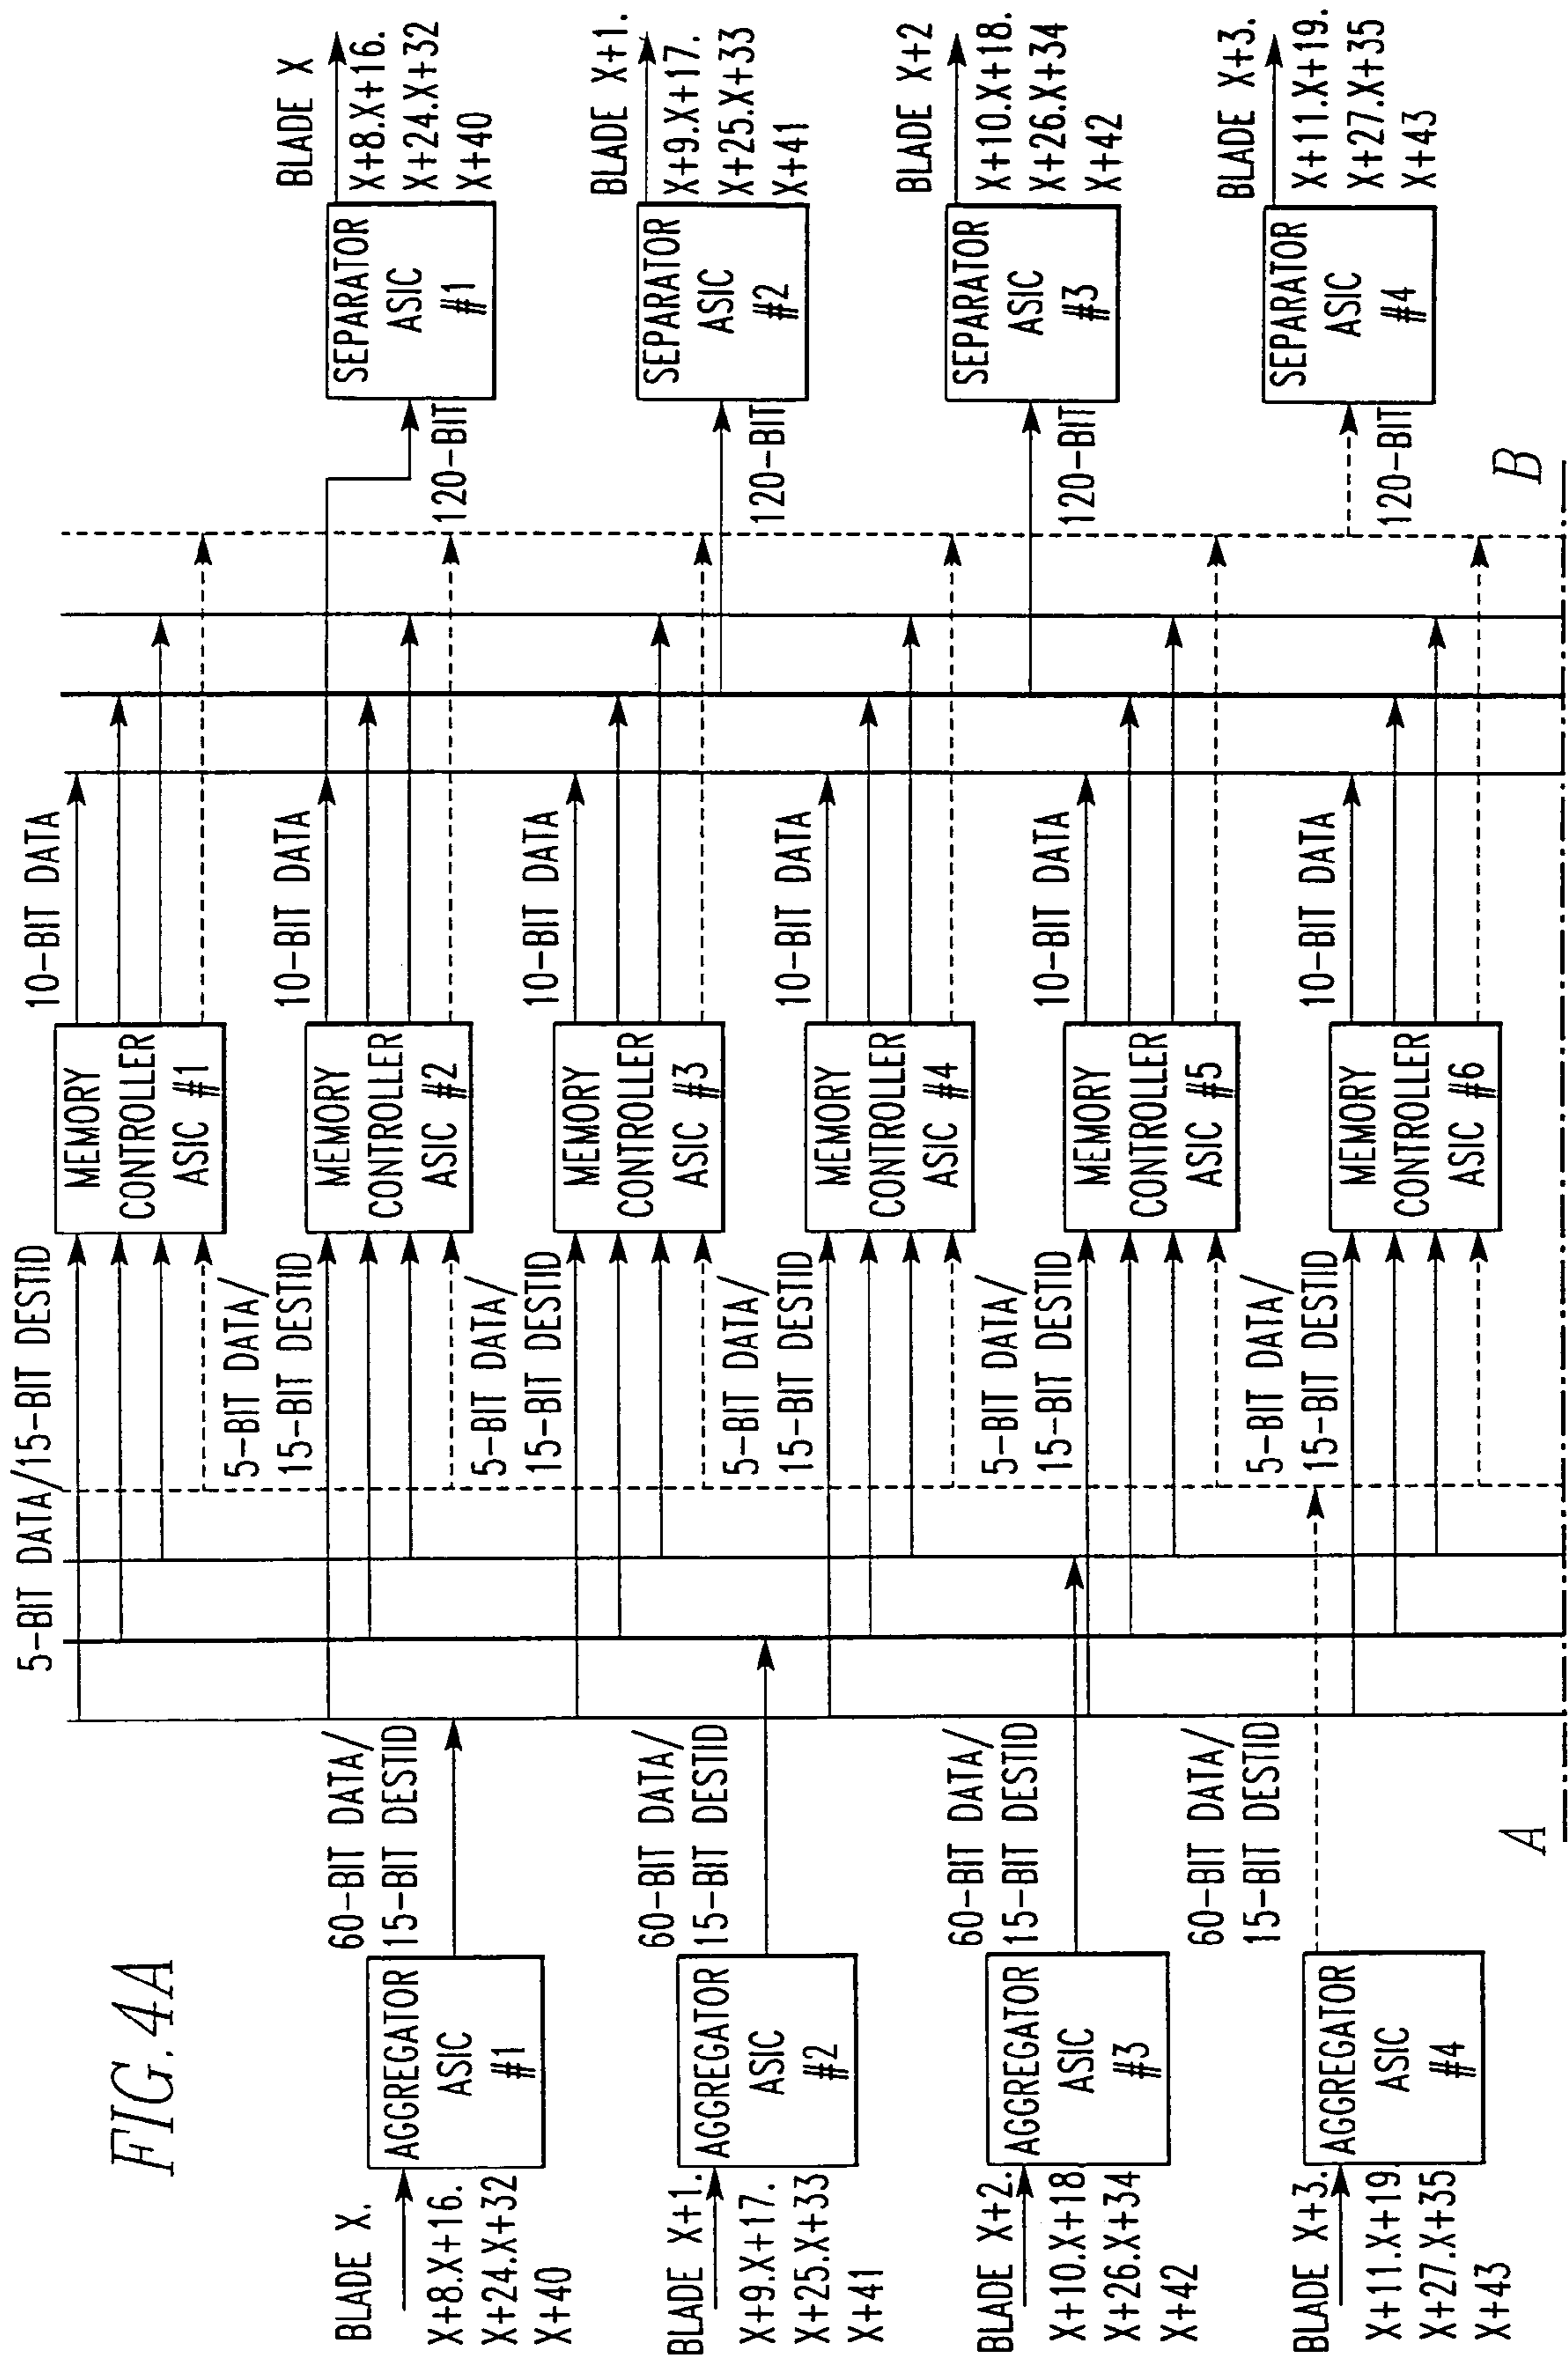 FIG. 4A
5-BIT DATA/15-BIT DESTID
10-BIT DATA
MEMORY
CONTROLLER
ASIC #1
5-BIT DATA/
15-BIT DESTID
10-BIT DATA
MEMORY
CONTROLLER
ASIC #2
5-BIT DATA/
15-BIT DESTID
10-BIT DATA
MEMORY
CONTROLLER
ASIC #3
5-BIT DATA/
15-BIT DESTID
10-BIT DATA
MEMORY
CONTROLLER
ASIC #4
5-BIT DATA/
15-BIT DESTID
10-BIT DATA
MEMORY
CONTROLLER
ASIC #5
5-BIT DATA/
15-BIT DESTID
10-BIT DATA
MEMORY
CONTROLLER
ASIC #6
BLADE X.
X+8.X+16.
X+24.X+32
X+40
AGGREGATOR
ASIC
#1
60-BIT DATA/
15-BIT DESTID
BLADE X+1.
X+9.X+17.
X+25.X+33
X+41
AGGREGATOR
ASIC
#2
60-BIT DATA/
15-BIT DESTID
BLADE X+2.
X+10.X+18
X+26.X+34
X+42
AGGREGATOR
ASIC
#3
60-BIT DATA/
15-BIT DESTID
BLADE X+3.
X+11.X+19.
X+27.X+35
X+43
AGGREGATOR
ASIC
#4
60-BIT DATA/
15-BIT DESTID
120-BIT
SEPARATOR
ASIC
#1
BLADE X
X+8.X+16.
X+24.X+32
X+40
120-BIT
SEPARATOR
ASIC
#2
BLADE X+1.
X+9.X+17.
X+25.X+33
X+41
120-BIT
SEPARATOR
ASIC
#3
BLADE X+2
X+10.X+18.
X+26.X+34
X+42
120-BIT
SEPARATOR
ASIC
#4
BLADE X+3.
X+11.X+19.
X+27.X+35
X+43
A
B